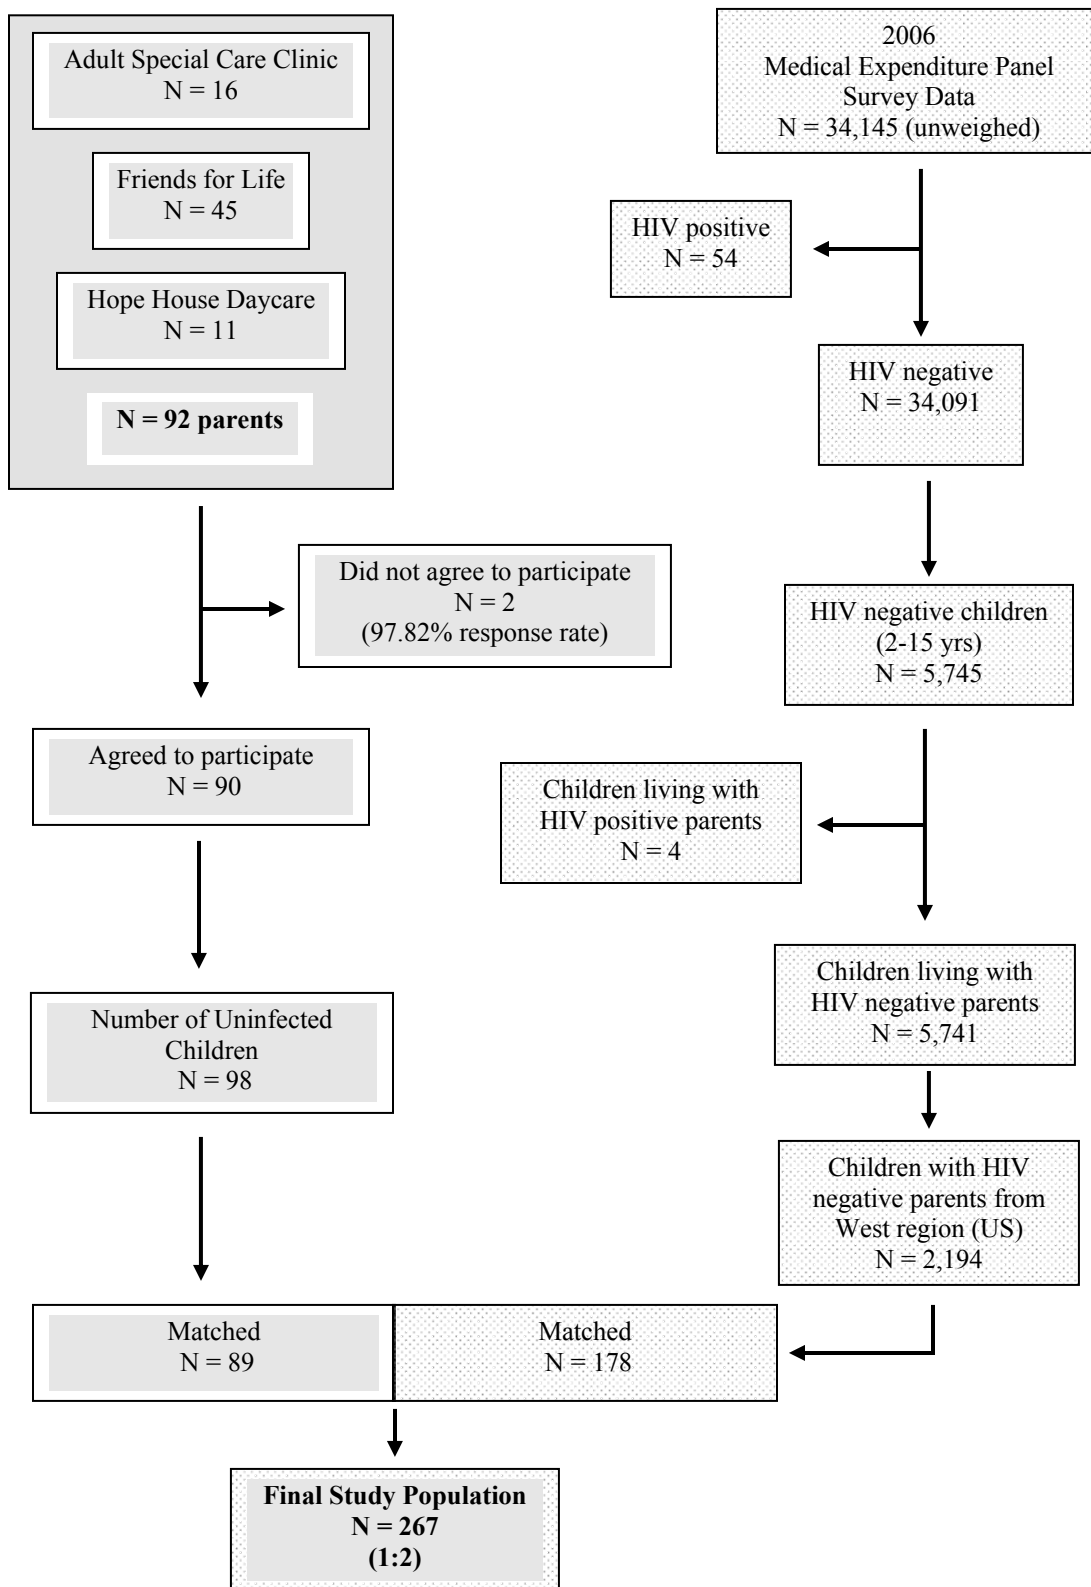 Adult Special Care Clinic
N = 16
Friends for Life
N = 45
Hope House Daycare
N = 11
N = 92 parents
Did not agree to participate
N = 2
(97.82% response rate)
Agreed to participate
N = 90
Number of Uninfected
Children
N = 98
2006
Medical Expenditure Panel
Survey Data
N = 34,145 (unweighed)
HIV positive
N = 54
HIV negative
N = 34,091
HIV negative children
(2-15 yrs)
N = 5,745
Children living with
HIV positive parents
N = 4
Children living with
HIV negative parents
N = 5,741
Children with HIV
negative parents from
West region (US)
N = 2,194
Matched
N = 89
Matched
N = 178
Final Study Population
N = 267
(1:2)